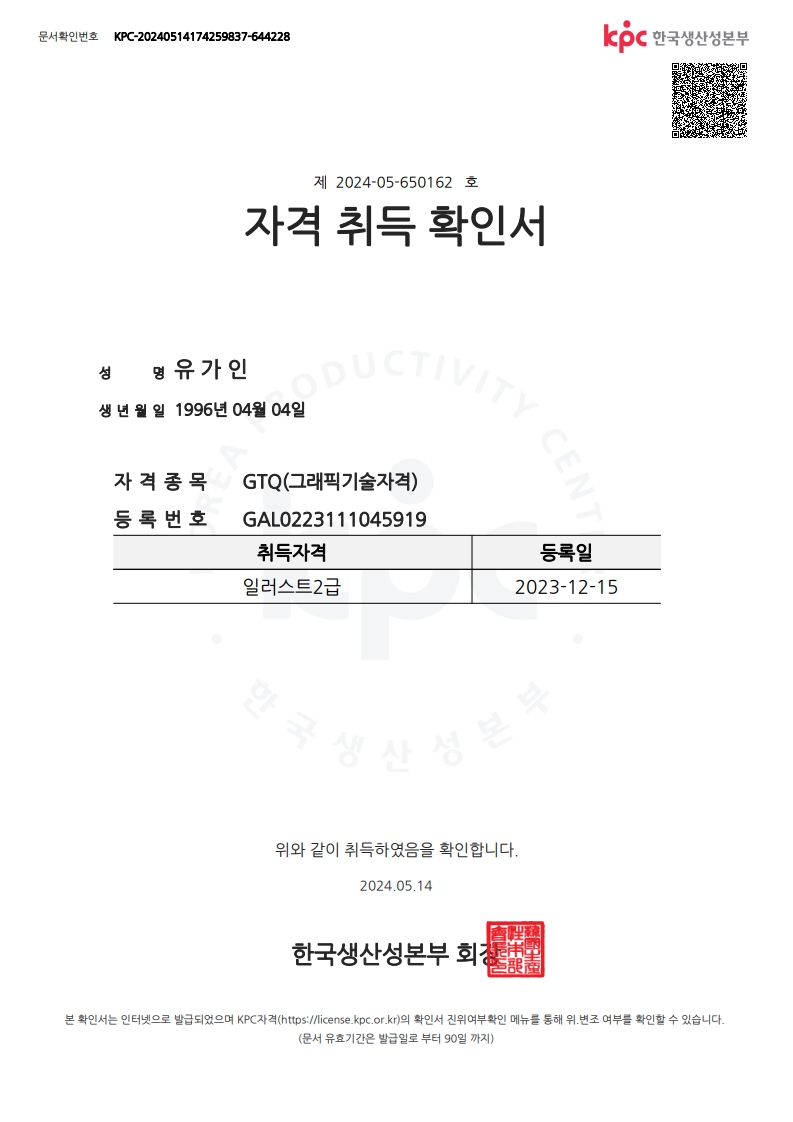 문서확인번호 KPC-20240514174259837-644228
kpc 한국생산성본부
제 2024-05-650162 호
자격 취득 확인서
성 명 유 가 인
생 년 월 일 1996년 04월 04일
자 격 종 목 GTQ(그래픽기술자격)
등 록 번 호 GAL0223111045919
취득자격 등록일
일러스트2급 2023-12-15
KOREA PRODUCTIVITY CENTER
kpc
한국생산성본부
위와 같이 취득하였음을 확인합니다.
2024.05.14
한국생산성본부 회장
본 확인서는 인터넷으로 발급되었으며 KPC자격(https://license.kpc.or.kr)의 확인서 진위여부확인 메뉴를 통해 위.변조 여부를 확인할 수 있습니다.
(문서 유효기간은 발급일로 부터 90일 까지)